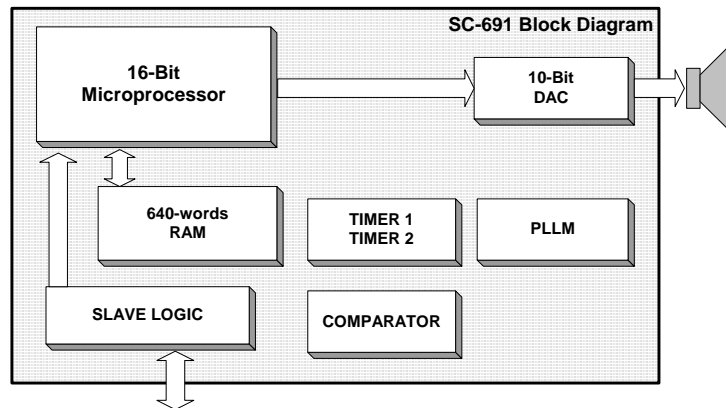 SC-691 Block Diagram
16-Bit
Microprocessor
10-Bit
DAC
640-words
RAM
TIMER 1
TIMER 2
PLLM
SLAVE LOGIC
COMPARATOR